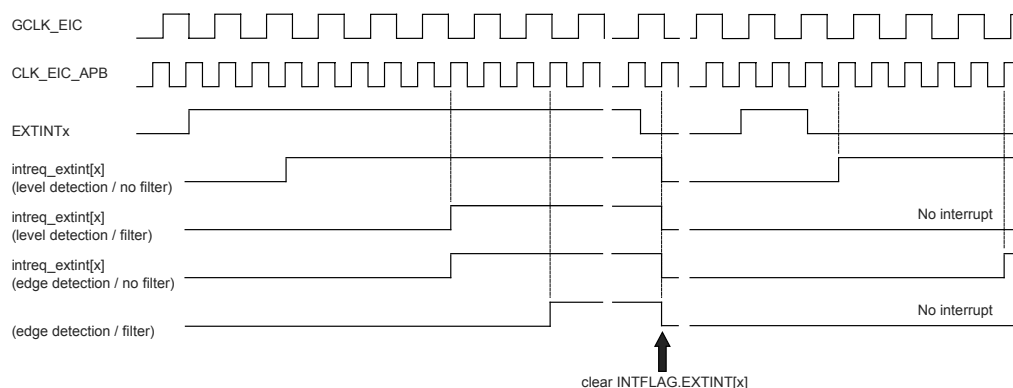 GCLK_EIC
CLK_EIC_APB
EXTINTx
intreq_extint[x]
(level detection / no filter)
intreq_extint[x]
(level detection / filter)
No interrupt
intreq_extint[x]
(edge detection / no filter)
(edge detection / filter)
No interrupt
clear INTFLAG.EXTINT[x]